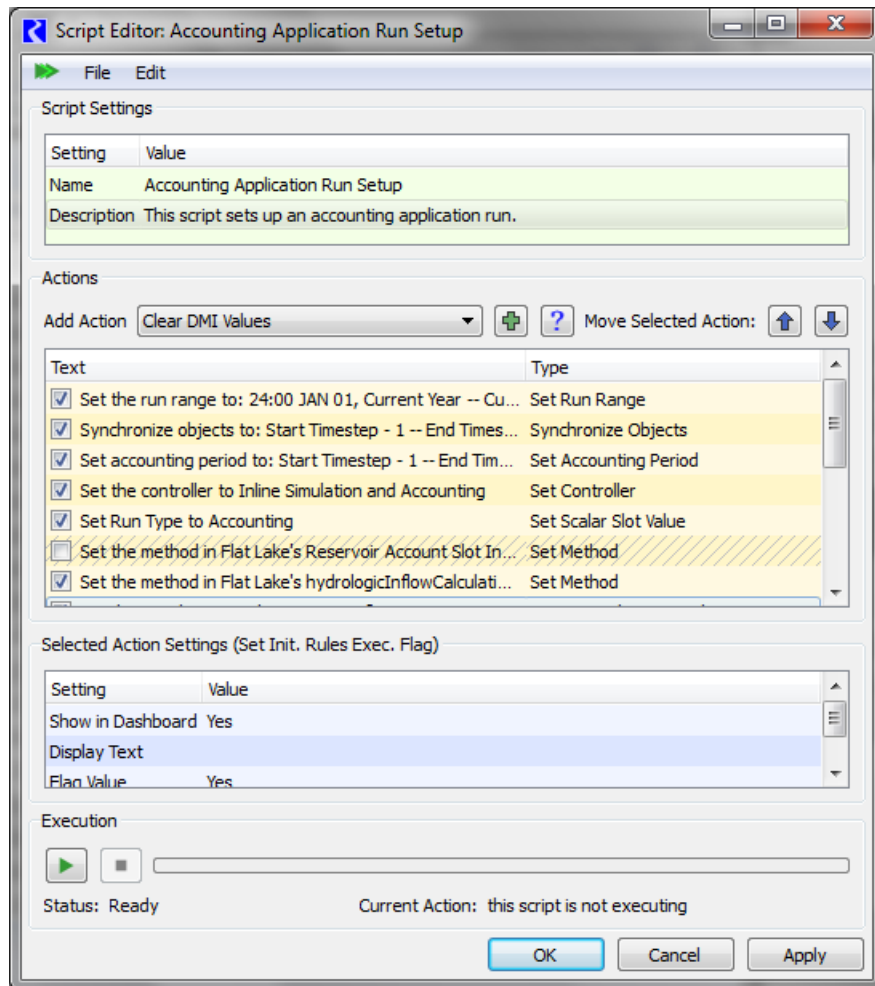 Script Editor: Accounting Application Run Setup
File Edit
Script Settings
Setting Value
Name Accounting Application Run Setup
Description This script sets up an accounting application run.
Actions
Add Action Clear DMI Values ? Move Selected Action:
Text Type
Set the run range to: 24:00 JAN 01, Current Year -- Cu... Set Run Range
Synchronize objects to: Start Timestep - 1 -- End Times... Synchronize Objects
Set accounting period to: Start Timestep - 1 -- End Tim... Set Accounting Period
Set the controller to Inline Simulation and Accounting Set Controller
Set Run Type to Accounting Set Scalar Slot Value
Set the method in Flat Lake's Reservoir Account Slot In... Set Method
Set the method in Flat Lake's hydrologicInflowCalculati... Set Method
Selected Action Settings (Set Init. Rules Exec. Flag)
Setting Value
Show in Dashboard Yes
Display Text
Flag Value Yes
Execution
Status: Ready Current Action: this script is not executing
OK Cancel Apply